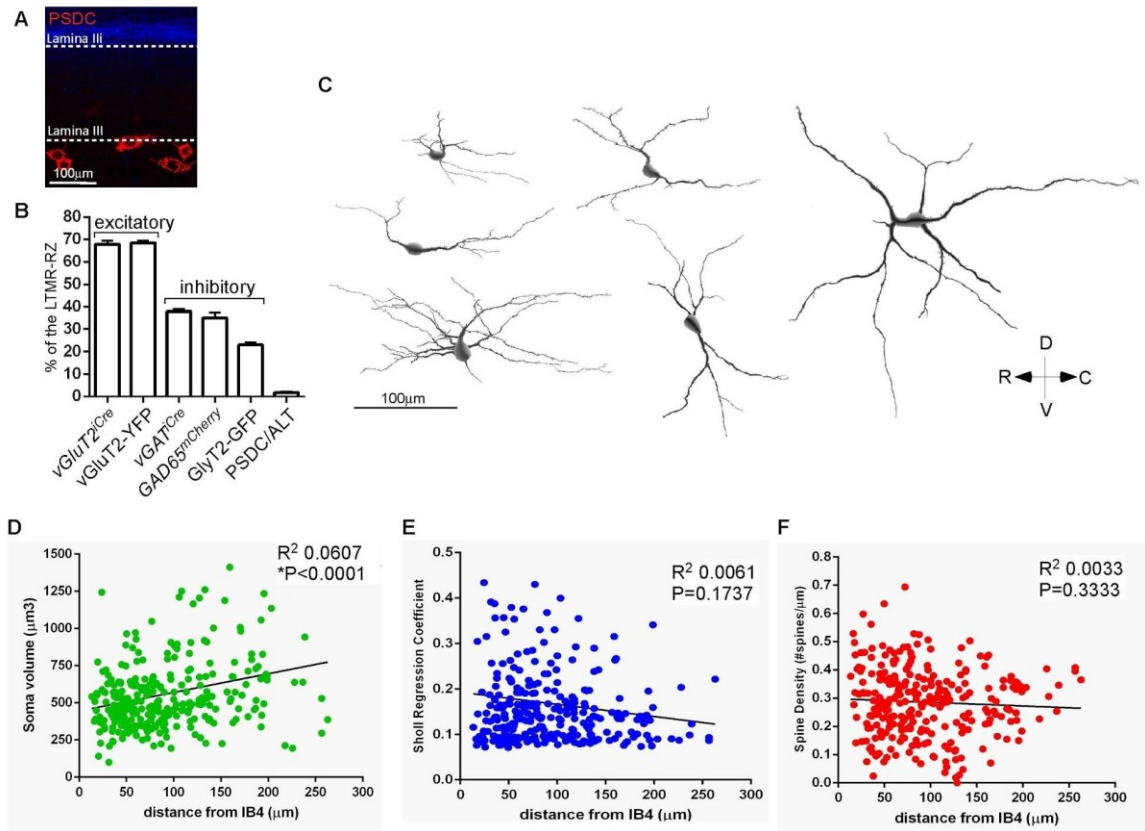 A
PSDC
Lamina IIi
Lamina III
100μm
B
80
70
60
50
40
30
20
10
0
% of the LTMR-RZ
excitatory
inhibitory
vGluT2iCre
vGluT2-YFP
vGATiCre
GAD65mCherry
GlyT2-GFP
PSDC/ALT
C
100μm
D
R
C
V
D
R² 0.0607
*P<0.0001
1500
1250
1000
750
500
250
0
Soma volume (μm3)
0 50 100 150 200 250 300
distance from IB4 (μm)
E
R² 0.0061
P=0.1737
0.5
0.4
0.3
0.2
0.1
0.0
Sholl Regression Coefficient
0 50 100 150 200 250 300
distance from IB4 (μm)
F
R² 0.0033
P=0.3333
0.8
0.7
0.6
0.5
0.4
0.3
0.2
0.1
0.0
Spine Density (#spines/μm)
0 50 100 150 200 250 300
distance from IB4 (μm)